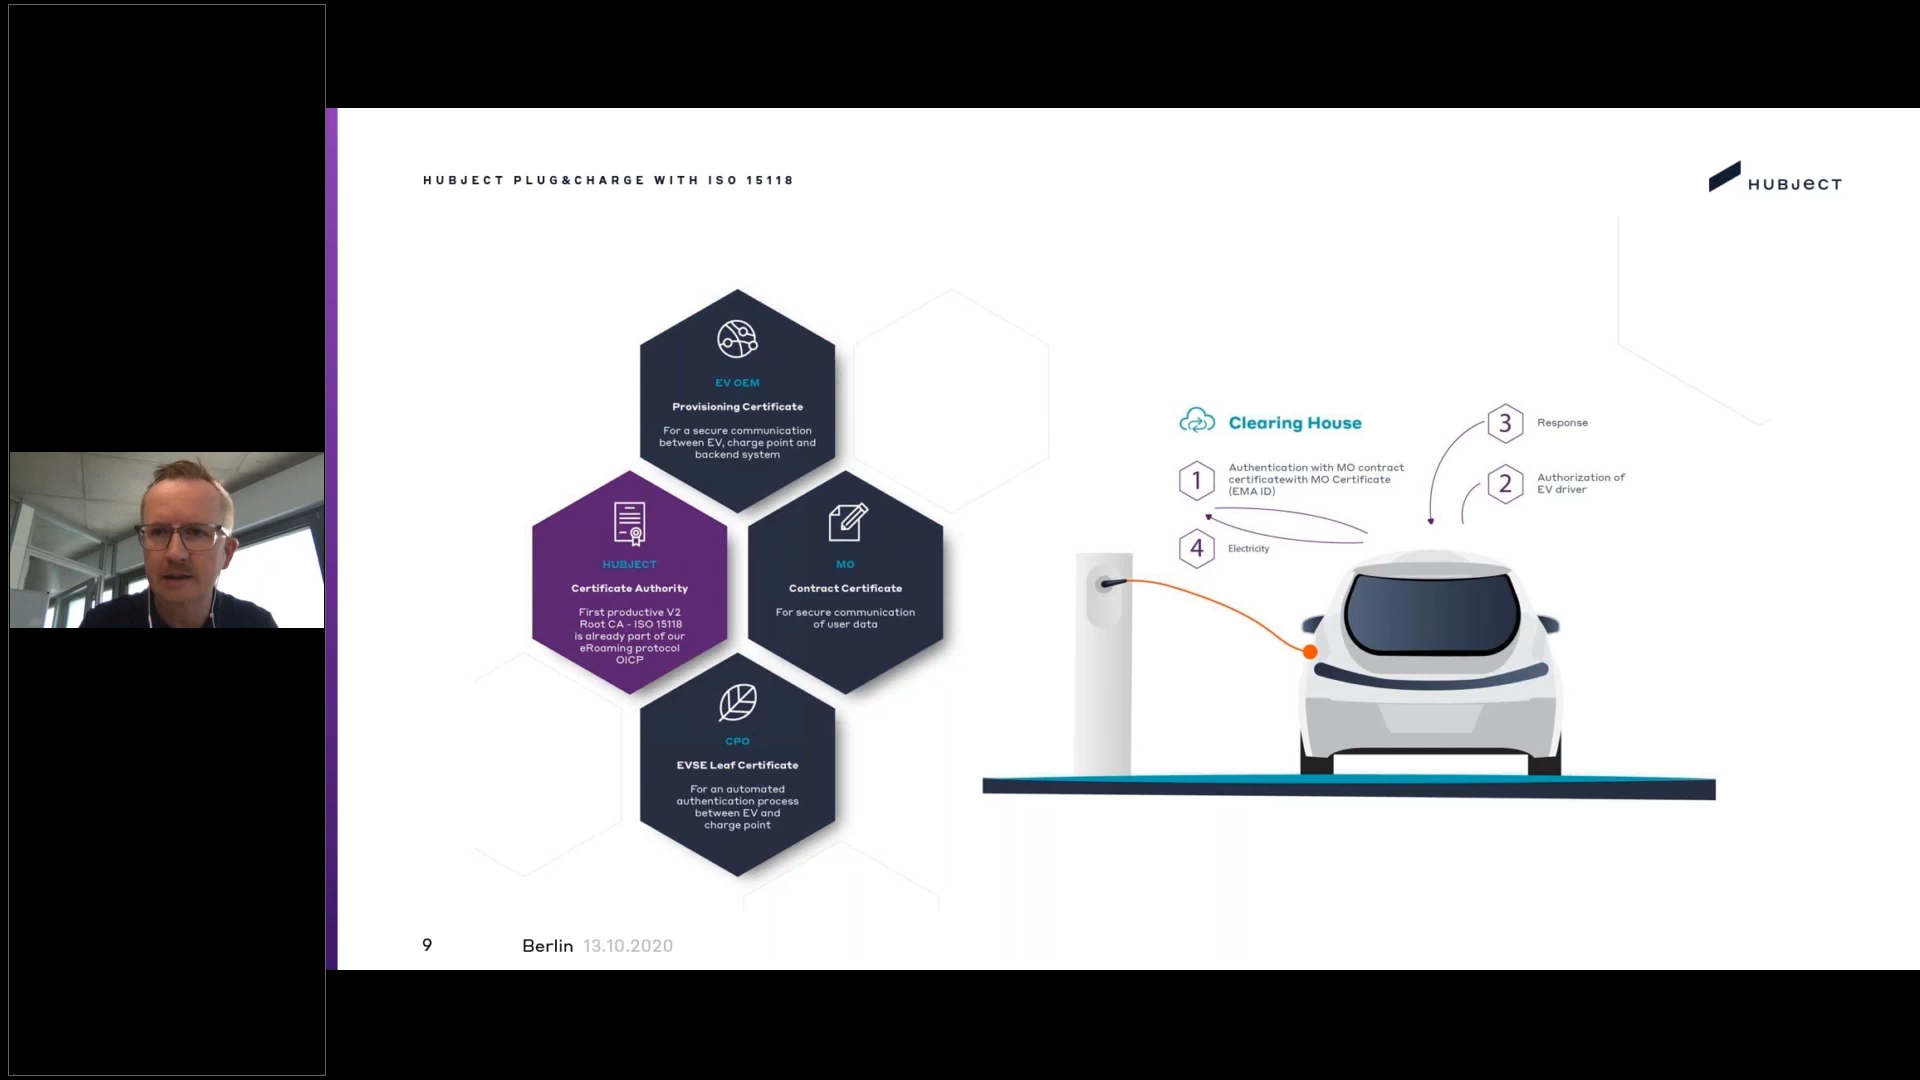 HUBJECT PLUG&CHARGE WITH ISO 15118
HUBJECT
EV OEM
Provisioning Certificate
For a secure communication
between EV, charge point and
backend system
HUBJECT
Certificate Authority
First productive V2
Root CA - ISO 15118
is already part of our
eRoaming protocol
OICP
MO
Contract Certificate
For secure communication
of user data
CPO
EVSE Leaf Certificate
For an automated
authentication process
between EV and
charge point
Clearing House
1
Authentication with MO contract
certificatewith MO Certificate
(EMA ID)
4
Electricity
3
Response
2
Authorization of
EV driver
9
Berlin 13.10.2020